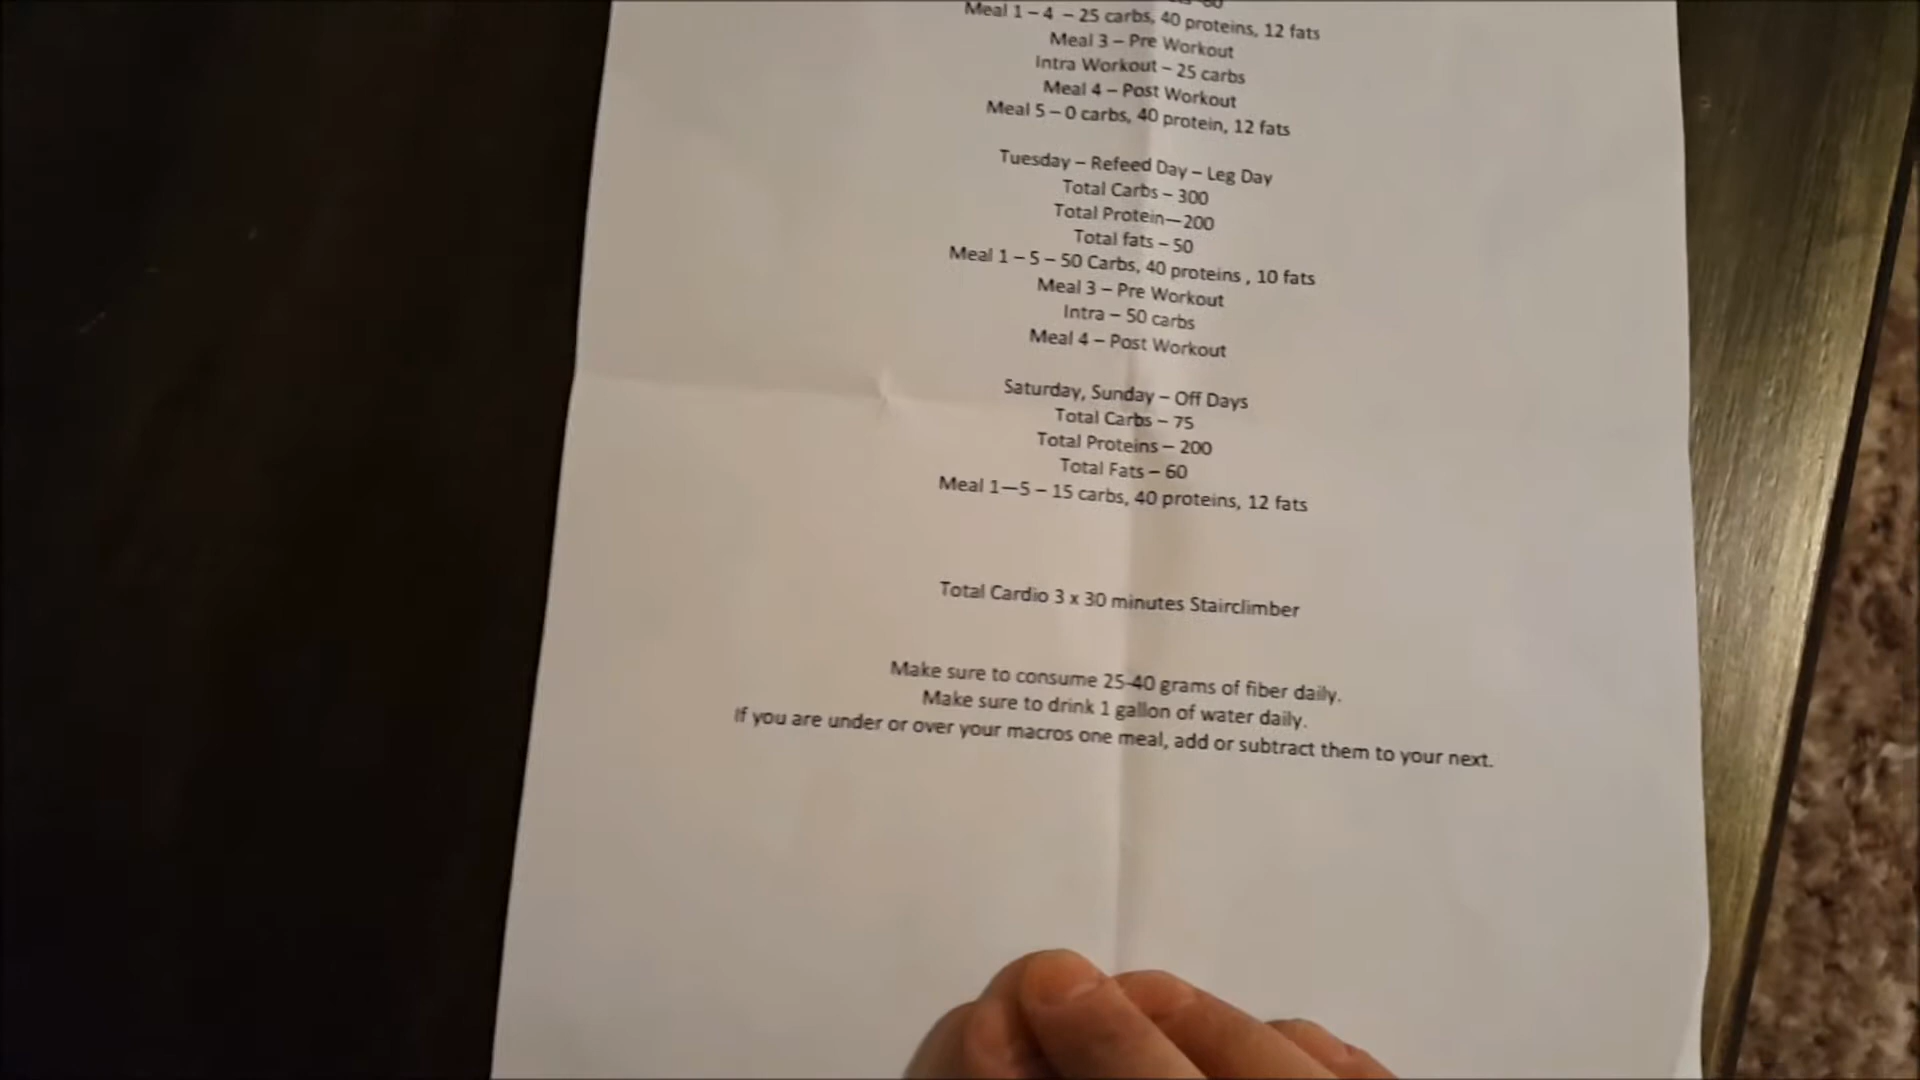 Meal 1 – 4 – 25 carbs, 40 proteins, 12 fats
Meal 3 – Pre Workout
Intra Workout – 25 carbs
Meal 4 – Post Workout
Meal 5 – 0 carbs, 40 protein, 12 fats
Tuesday – Refeed Day – Leg Day
Total Carbs – 300
Total Protein—200
Total fats – 50
Meal 1 – 5 – 50 Carbs, 40 proteins , 10 fats
Meal 3 – Pre Workout
Intra – 50 carbs
Meal 4 – Post Workout
Saturday, Sunday – Off Days
Total Carbs – 75
Total Proteins – 200
Total Fats – 60
Meal 1—5 – 15 carbs, 40 proteins, 12 fats
Total Cardio 3 x 30 minutes Stairclimber
Make sure to consume 25-40 grams of fiber daily.
Make sure to drink 1 gallon of water daily.
If you are under or over your macros one meal, add or subtract them to your next.